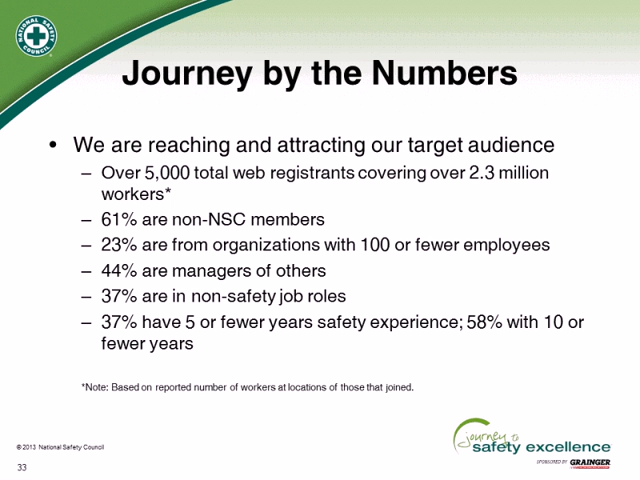 NATIONAL SAFETY COUNCIL
Journey by the Numbers
• We are reaching and attracting our target audience
– Over 5,000 total web registrants covering over 2.3 million
workers*
– 61% are non-NSC members
– 23% are from organizations with 100 or fewer employees
– 44% are managers of others
– 37% are in non-safety job roles
– 37% have 5 or fewer years safety experience; 58% with 10 or
fewer years
*Note: Based on reported number of workers at locations of those that joined.
© 2013 National Safety Council
journey to
safety excellence
SPONSORED BY GRAINGER
33